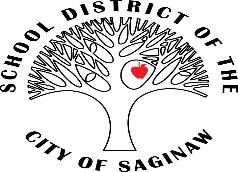 SCHOOL DISTRICT OF THE
CITY OF SAGINAW